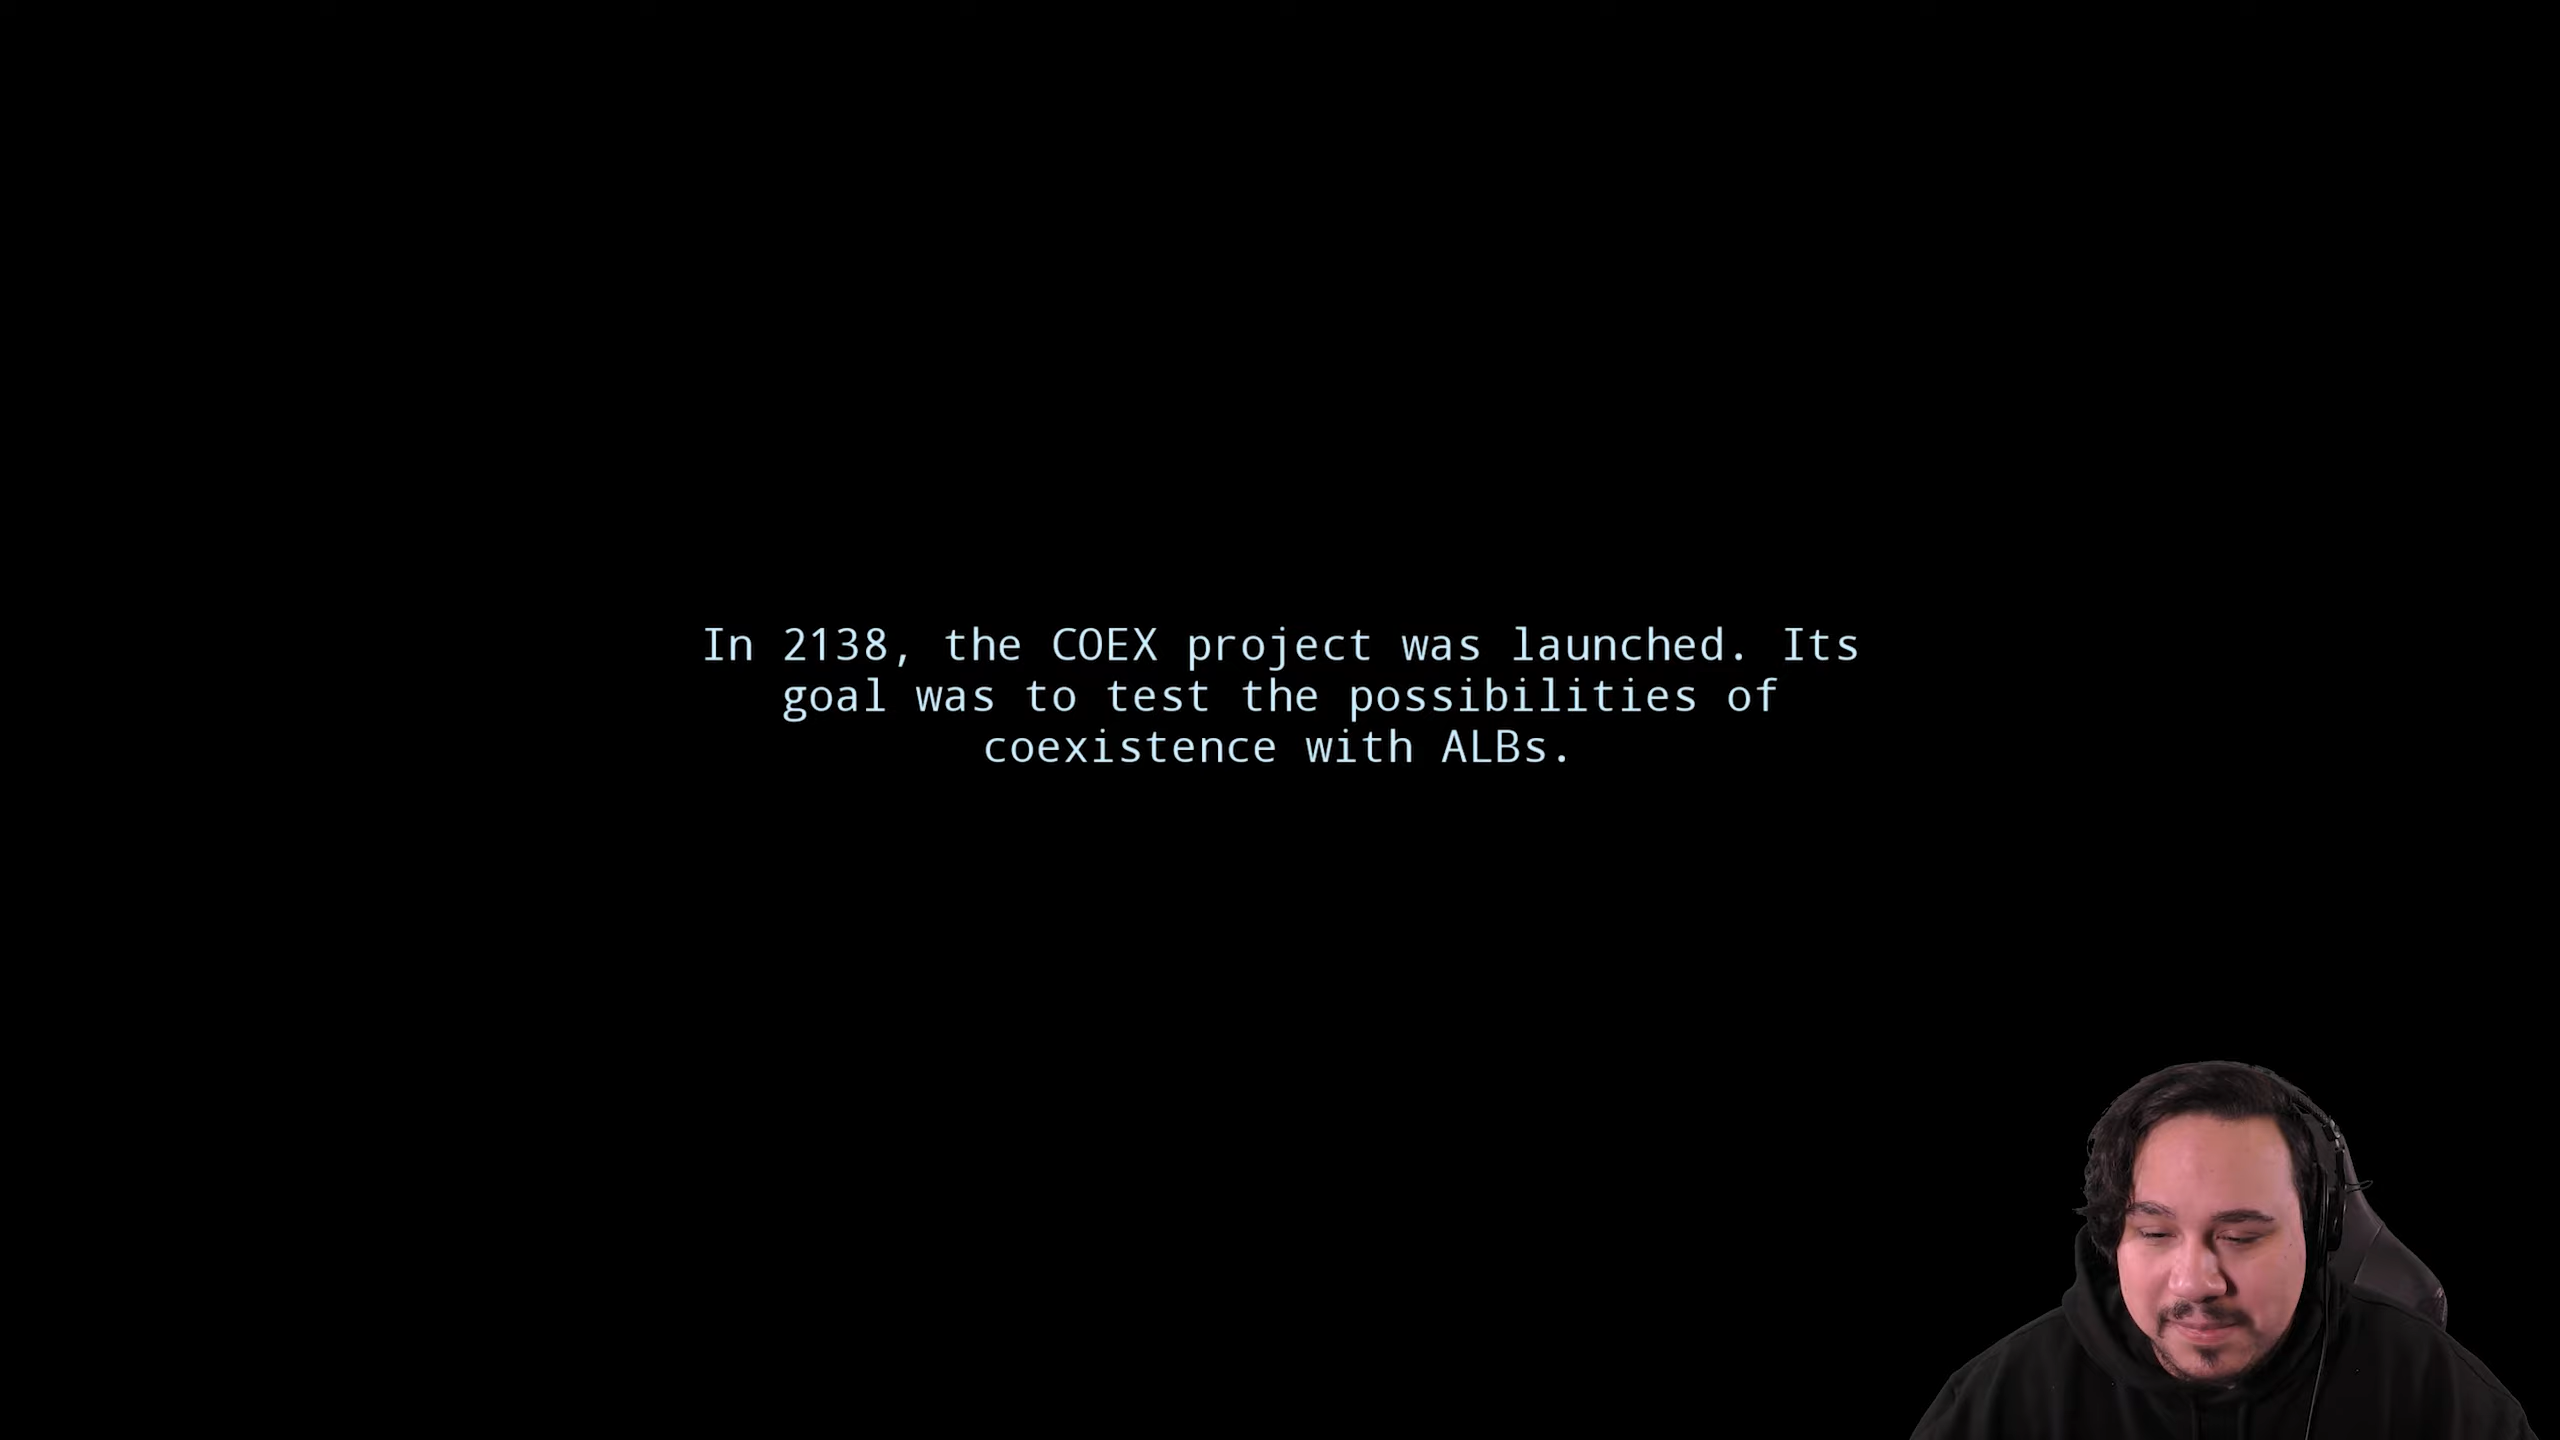 In 2138, the COEX project was launched. Its
goal was to test the possibilities of
coexistence with ALBs.